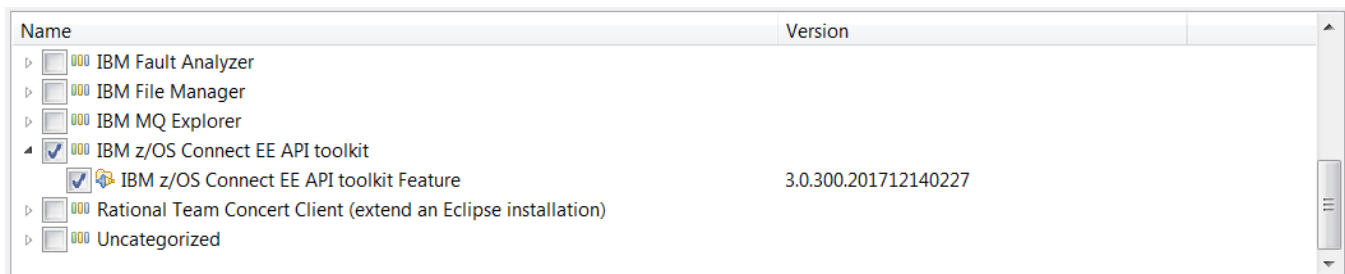 Name Version
IBM Fault Analyzer
IBM File Manager
IBM MQ Explorer
IBM z/OS Connect EE API toolkit
IBM z/OS Connect EE API toolkit Feature 3.0.300.201712140227
Rational Team Concert Client (extend an Eclipse installation)
Uncategorized